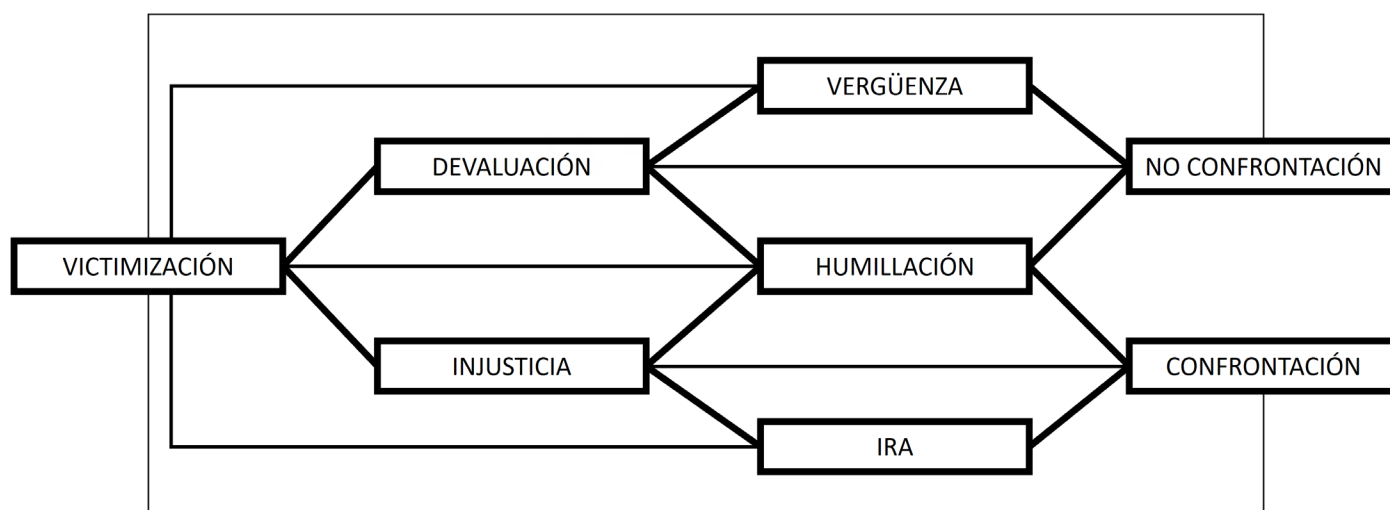 VERGÜENZA
DEVALUACIÓN
NO CONFRONTACIÓN
VICTIMIZACIÓN
HUMILLACIÓN
INJUSTICIA
CONFRONTACIÓN
IRA